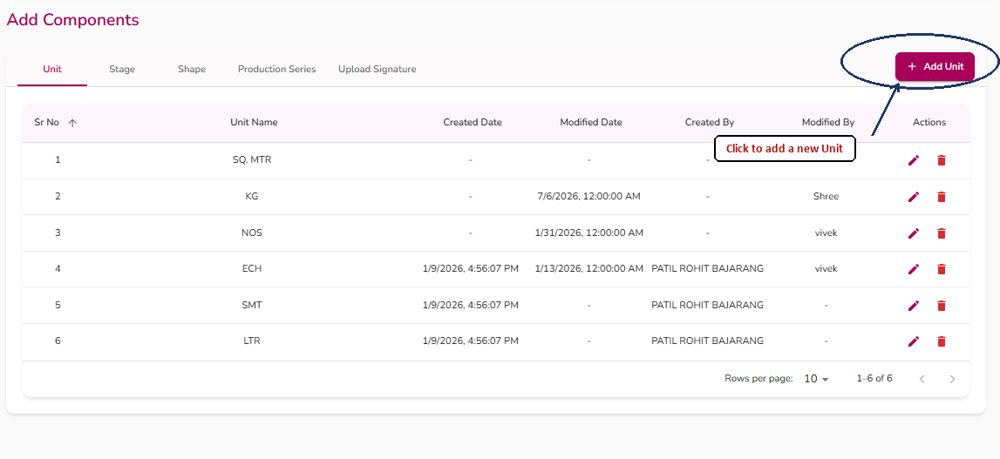 Add Components
Unit Stage Shape Production Series Upload Signature + Add Unit
Sr No Unit Name Created Date Modified Date Created By Modified By Actions
Click to add a new Unit
1 SQ. MTR - - -
2 KG - 7/6/2026, 12:00:00 AM - Shree
3 NOS - 1/31/2026, 12:00:00 AM - vivek
4 ECH 1/9/2026, 4:56:07 PM 1/13/2026, 12:00:00 AM PATIL ROHIT BAJARANG vivek
5 SMT 1/9/2026, 4:56:07 PM - PATIL ROHIT BAJARANG -
6 LTR 1/9/2026, 4:56:07 PM - PATIL ROHIT BAJARANG -
Rows per page: 10 1–6 of 6